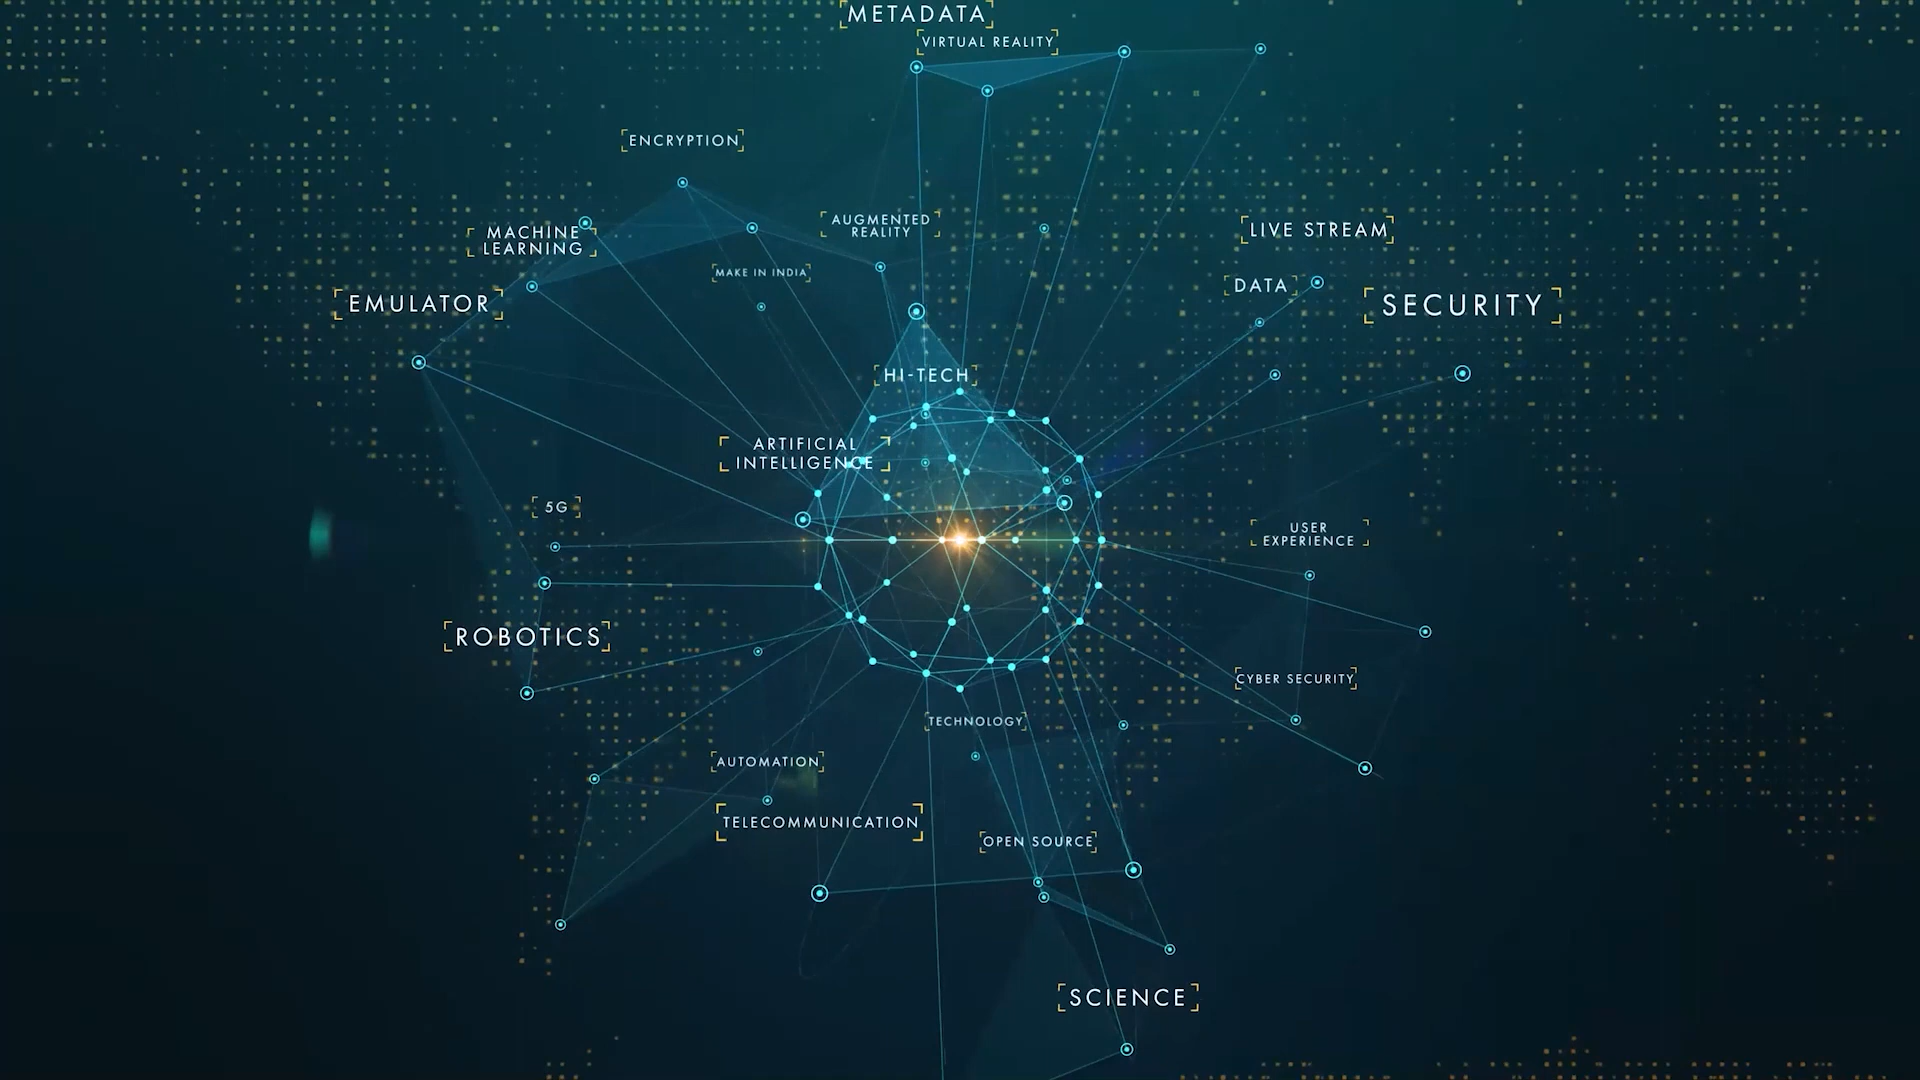 METADATA
VIRTUAL REALITY
ENCRYPTION
AUGMENTED
REALITY
MACHINE
LEARNING
LIVE STREAM
MAKE IN INDIA
DATA
EMULATOR
SECURITY
HI-TECH
ARTIFICIAL
INTELLIGENCE
5G
USER
EXPERIENCE
ROBOTICS
CYBER SECURITY
TECHNOLOGY
AUTOMATION
TELECOMMUNICATION
OPEN SOURCE
SCIENCE